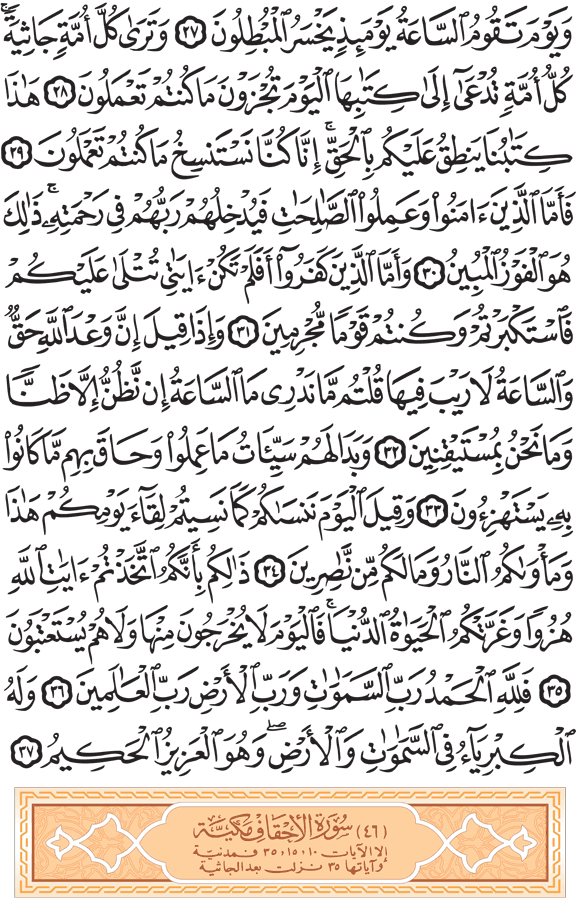 وَيَوْمَ تَقُومُ ٱلسَّاعَةُ يَوْمَئِذٍ يَخْسَرُ ٱلْمُبْطِلُونَ ﴿٢٧﴾ وَتَرَىٰ كُلَّ أُمَّةٍ جَاثِيَةً ۚ
كُلُّ أُمَّةٍ تُدْعَىٰٓ إِلَىٰ كِتَٰبِهَا ٱلْيَوْمَ تُجْزَوْنَ مَا كُنتُمْ تَعْمَلُونَ ﴿٢٨﴾ هَٰذَا
كِتَٰبُنَا يَنطِقُ عَلَيْكُم بِٱلْحَقِّ ۚ إِنَّا كُنَّا نَسْتَنسِخُ مَا كُنتُمْ تَعْمَلُونَ ﴿٢٩﴾
فَأَمَّا ٱلَّذِينَ ءَامَنُوا۟ وَعَمِلُوا۟ ٱلصَّٰلِحَٰتِ فَيُدْخِلُهُمْ رَبُّهُمْ فِى رَحْمَتِهِۦ ۚ ذَٰلِكَ
هُوَ ٱلْفَوْزُ ٱلْمُبِينُ ﴿٣٠﴾ وَأَمَّا ٱلَّذِينَ كَفَرُوٓا۟ أَفَلَمْ تَكُنْ ءَايَٰتِى تُتْلَىٰ عَلَيْكُمْ
فَٱسْتَكْبَرْتُمْ وَكُنتُمْ قَوْمًا مُّجْرِمِينَ ﴿٣١﴾ وَإِذَا قِيلَ إِنَّ وَعْدَ ٱللَّهِ حَقٌّ
وَٱلسَّاعَةُ لَا رَيْبَ فِيهَا قُلْتُم مَّا نَدْرِى مَا ٱلسَّاعَةُ إِن نَّظُنُّ إِلَّا ظَنًّا
وَمَا نَحْنُ بِمُسْتَيْقِنِينَ ﴿٣٢﴾ وَبَدَا لَهُمْ سَيِّـَٔاتُ مَا عَمِلُوا۟ وَحَاقَ بِهِم مَّا كَانُوا۟
بِهِۦ يَسْتَهْزِءُونَ ﴿٣٣﴾ وَقِيلَ ٱلْيَوْمَ نَنسَىٰكُمْ كَمَا نَسِيتُمْ لِقَآءَ يَوْمِكُمْ هَٰذَا
وَمَأْوَىٰكُمُ ٱلنَّارُ وَمَا لَكُم مِّن نَّٰصِرِينَ ﴿٣٤﴾ ذَٰلِكُم بِأَنَّكُمُ ٱتَّخَذْتُمْ ءَايَٰتِ ٱللَّهِ
هُزُوًا وَغَرَّتْكُمُ ٱلْحَيَوٰةُ ٱلدُّنْيَا ۚ فَٱلْيَوْمَ لَا يُخْرَجُونَ مِنْهَا وَلَا هُمْ يُسْتَعْتَبُونَ
﴿٣٥﴾ فَلِلَّهِ ٱلْحَمْدُ رَبِّ ٱلسَّمَٰوَٰتِ وَرَبِّ ٱلْأَرْضِ رَبِّ ٱلْعَٰلَمِينَ ﴿٣٦﴾ وَلَهُ
ٱلْكِبْرِيَآءُ فِى ٱلسَّمَٰوَٰتِ وَٱلْأَرْضِ ۖ وَهُوَ ٱلْعَزِيزُ ٱلْحَكِيمُ ﴿٣٧﴾
(٤٦) سُورَةُ الأَحْقَافِ مَكِّيَّة
إلا الآيات ١٠ ، ١٥ ، ٣٥ فمدنية
وآياتها ٣٥ نزلت بعد الجاثية